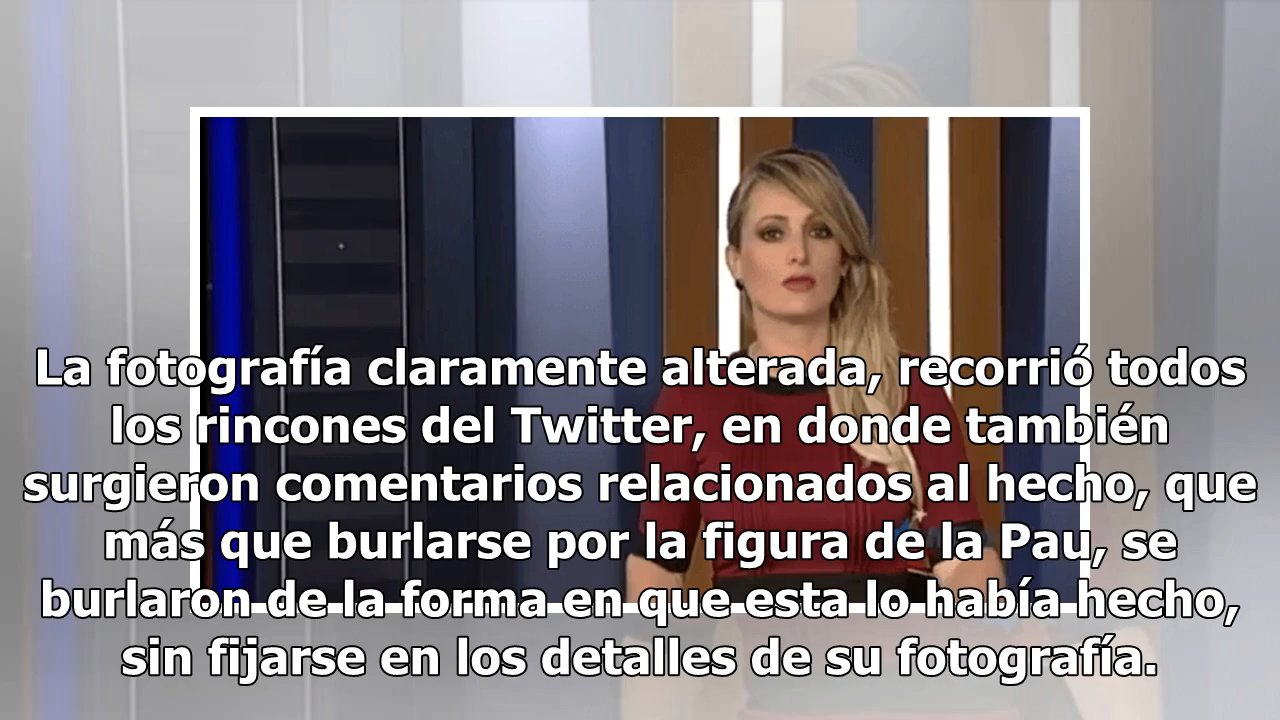 La fotografía claramente alterada, recorrió todos
los rincones del Twitter, en donde también
surgieron comentarios relacionados al hecho, que
más que burlarse por la figura de la Pau, se
burlaron de la forma en que esta lo había hecho,
sin fijarse en los detalles de su fotografía.